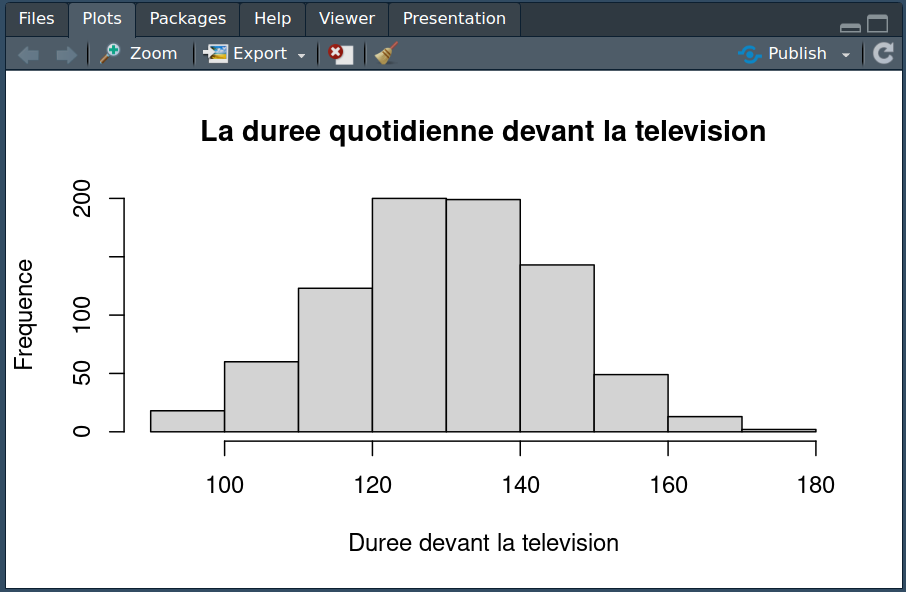 Files Plots Packages Help Viewer Presentation
Zoom Export Publish
La duree quotidienne devant la television
Frequence
200
100
50
0
100 120 140 160 180
Duree devant la television